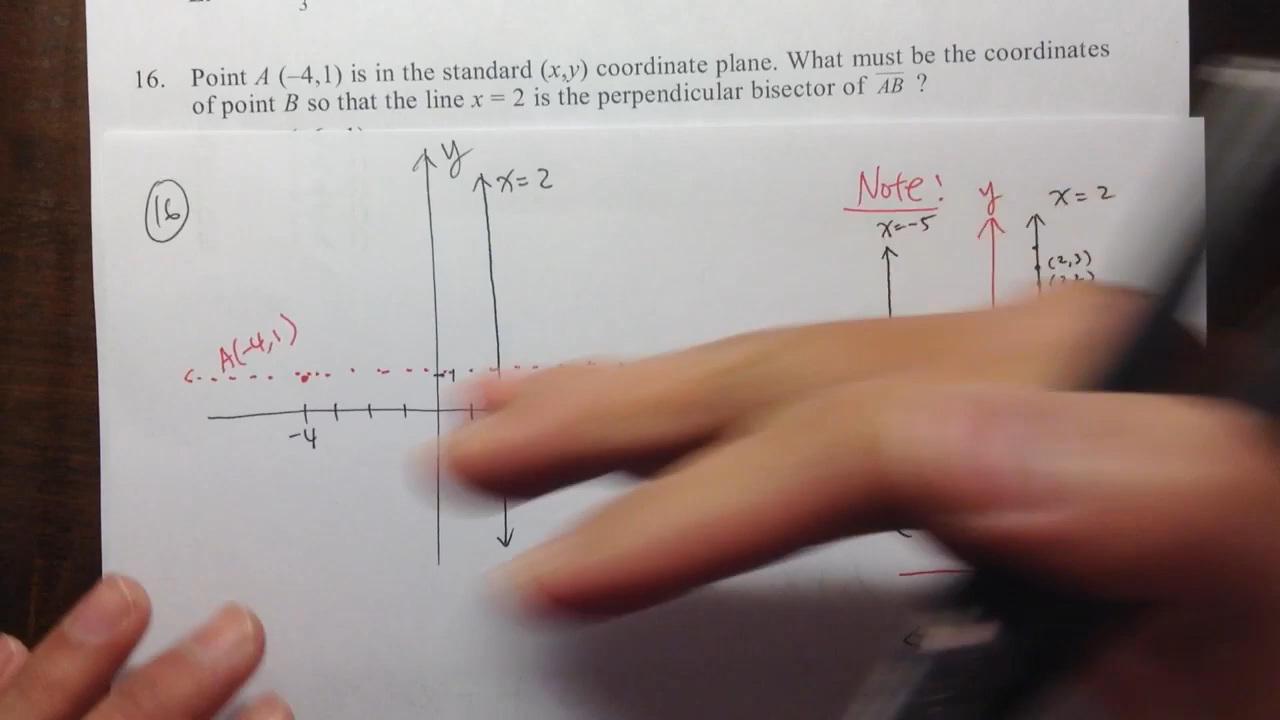 3
16. Point A (−4,1) is in the standard (x,y) coordinate plane. What must be the coordinates
of point B so that the line x = 2 is the perpendicular bisector of AB ?
16
y
x=2
A(-4,1)
1
-4
Note!
x=-5
y
x=2
(2,3)